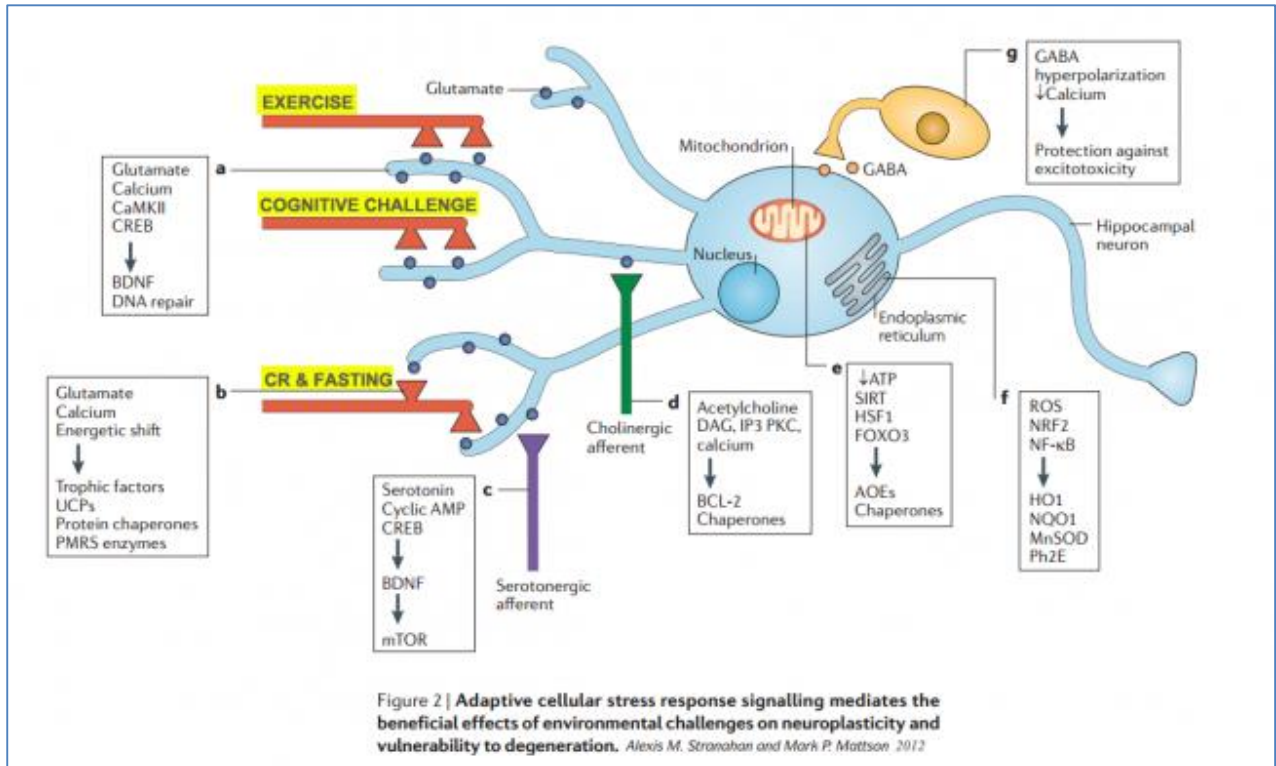 EXERCISE
Glutamate
g
GABA
hyperpolarization
↓Calcium
Protection against
excitotoxicity
Mitochondrion
GABA
a
Glutamate
Calcium
CaMKII
CREB
BDNF
DNA repair
COGNITIVE CHALLENGE
Nucleus
Hippocampal
neuron
Endoplasmic
reticulum
CR & FASTING
b
Glutamate
Calcium
Energetic shift
Trophic factors
UCPs
Protein chaperones
PMRS enzymes
Cholinergic
afferent
d
Acetylcholine
DAG, IP3 PKC,
calcium
BCL-2
Chaperones
e
↓ATP
SIRT
HSF1
FOXO3
AOEs
Chaperones
f
ROS
NRF2
NF-κB
HO1
NQO1
MnSOD
Ph2E
c
Serotonin
Cyclic AMP
CREB
BDNF
mTOR
Serotonergic
afferent
Figure 2 | Adaptive cellular stress response signalling mediates the
beneficial effects of environmental challenges on neuroplasticity and
vulnerability to degeneration. Alexis M. Stranahan and Mark P. Mattson 2012